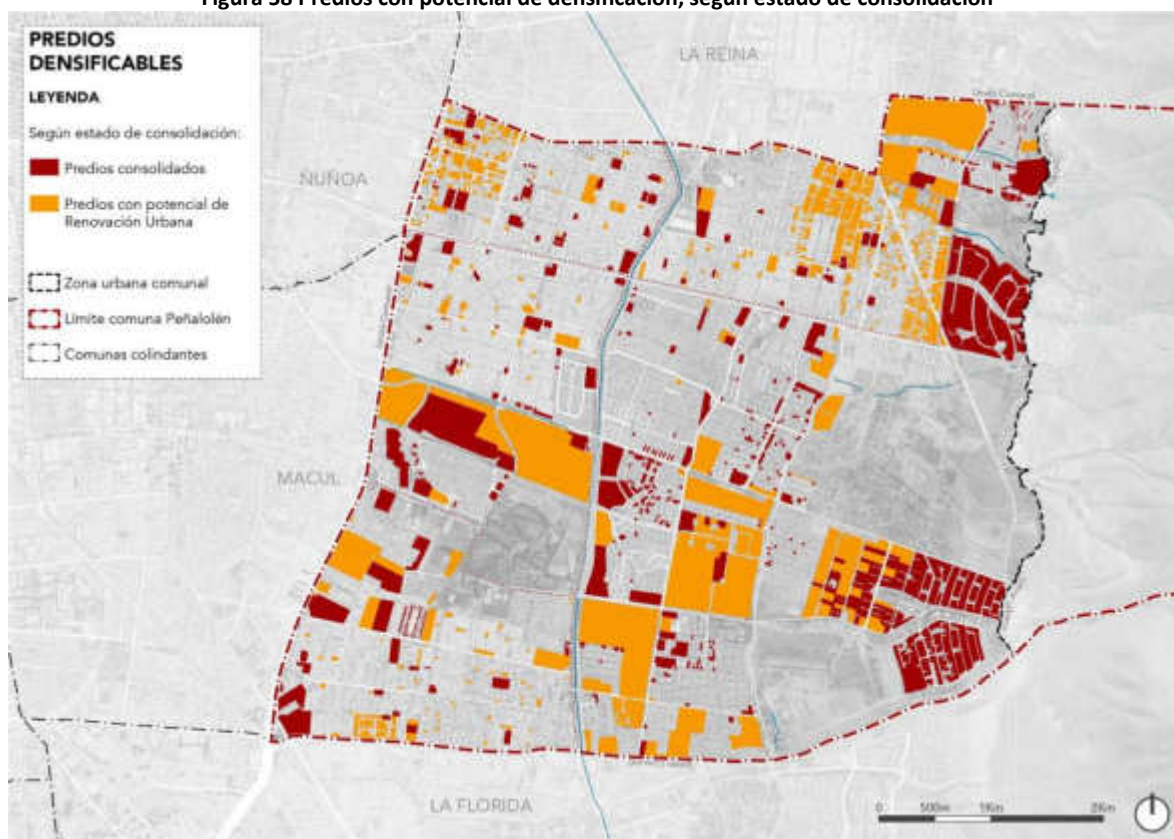 Figura 38 Predios con potencial de densificación, según estado de consolidación
PREDIOS
DENSIFICABLES
LEYENDA
Según estado de consolidación:
Predios consolidados
Predios con potencial de
Renovación Urbana
Zona urbana comunal
Límite comuna Peñalolén
Comunas colindantes
LA REINA
ÑUÑOA
MACUL
LA FLORIDA
0 500m 1Km 2Km